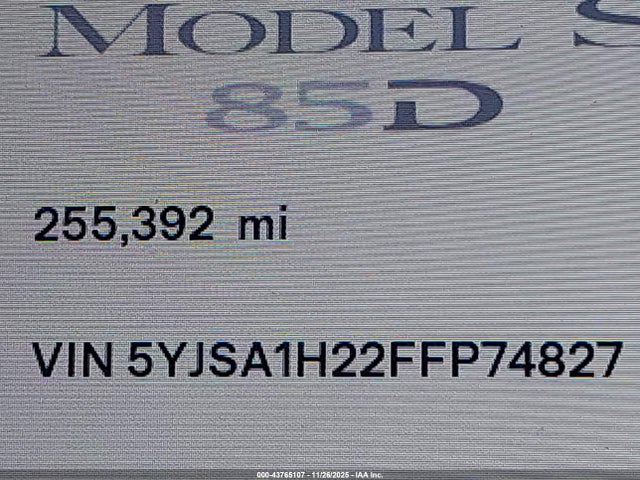 MODEL S
85D
255,392 mi
VIN 5YJSA1H22FFP74827
000-43765107 - 11/26/2025 - IAA Inc.